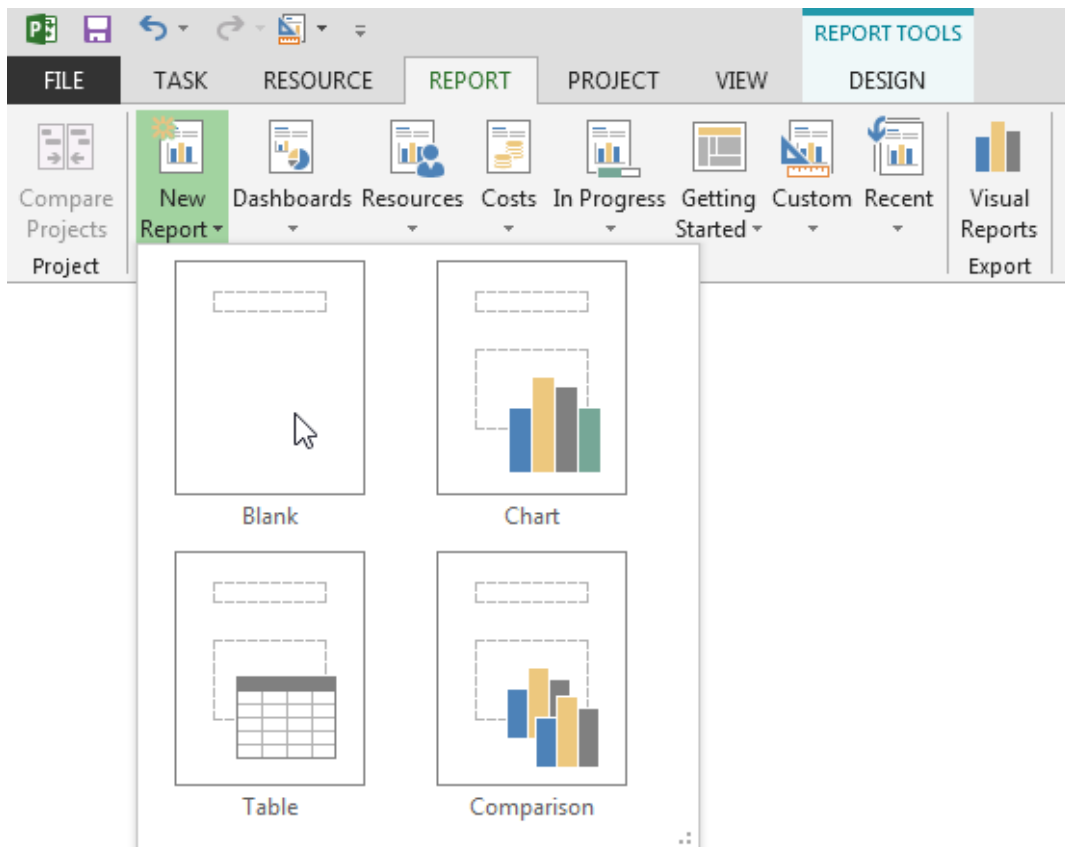 REPORT TOOLS
FILE TASK RESOURCE REPORT PROJECT VIEW DESIGN
Compare Projects
New Report
Dashboards
Resources
Costs
In Progress
Getting Started
Custom
Recent
Visual Reports
Project
Export
Blank
Chart
Table
Comparison